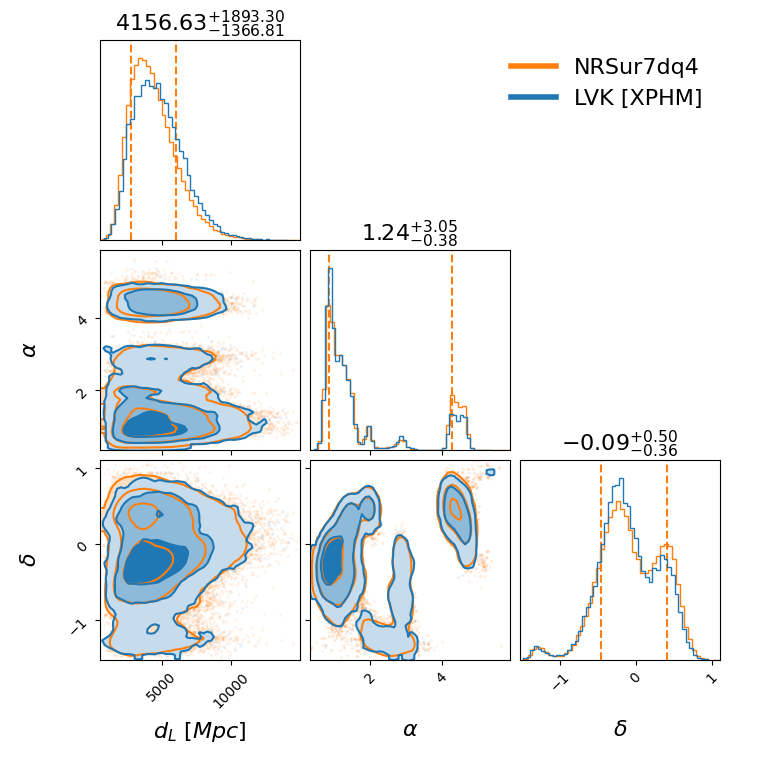 4156.63+1893.30−1366.81
NRSur7dq4
LVK [XPHM]
1.24+3.05−0.38
α
4
2
−0.09+0.50−0.36
δ
1
0
−1
5000
10000
2
4
−1
0
1
d_L [Mpc]
α
δ